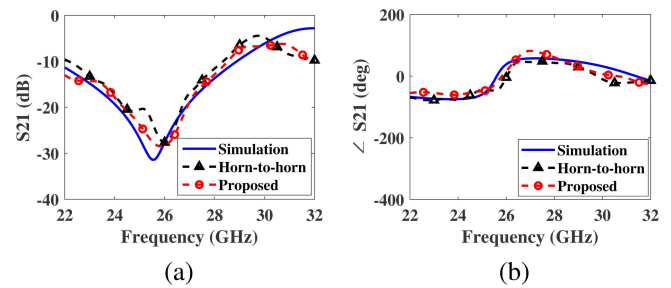 0
-10
-20
-30
-40
S21 (dB)
22 24 26 28 30 32
Frequency (GHz)
Simulation
Horn-to-horn
Proposed
(a)
200
0
-200
-400
∠ S21 (deg)
22 24 26 28 30 32
Frequency (GHz)
Simulation
Horn-to-horn
Proposed
(b)